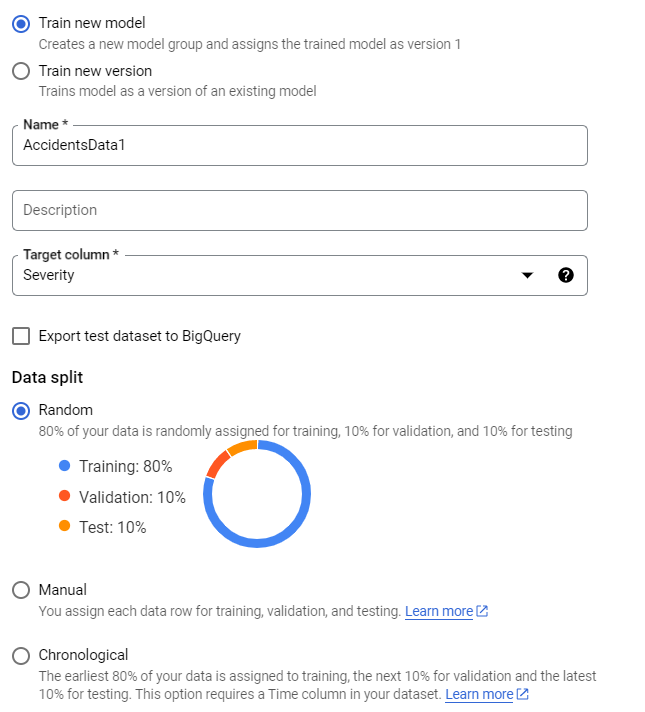 Train new model
Creates a new model group and assigns the trained model as version 1
Train new version
Trains model as a version of an existing model
Name *
AccidentsData1
Description
Target column *
Severity
Export test dataset to BigQuery
Data split
Random
80% of your data is randomly assigned for training, 10% for validation, and 10% for testing
Training: 80%
Validation: 10%
Test: 10%
Manual
You assign each data row for training, validation, and testing. Learn more
Chronological
The earliest 80% of your data is assigned to training, the next 10% for validation and the latest
10% for testing. This option requires a Time column in your dataset. Learn more